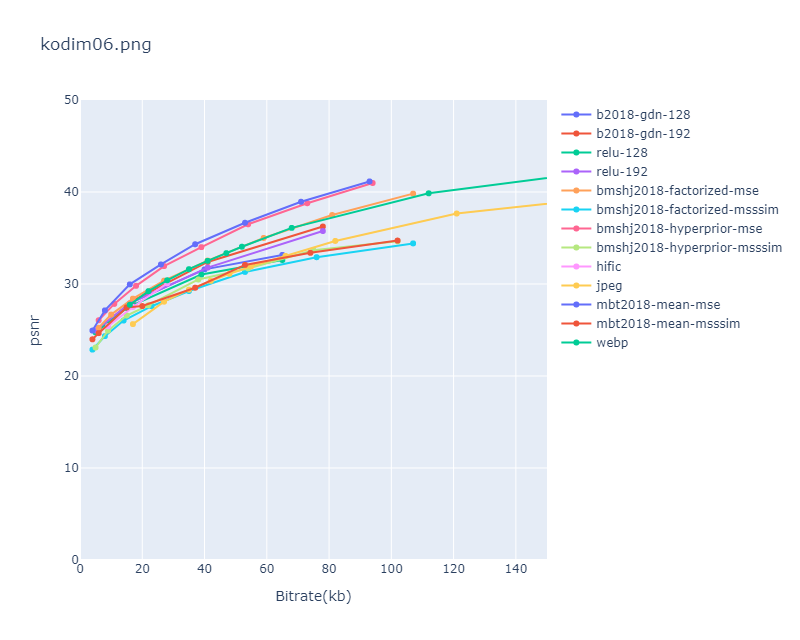 kodim06.png
psnr
50
40
30
20
10
0
0 20 40 60 80 100 120 140
Bitrate(kb)
b2018-gdn-128
b2018-gdn-192
relu-128
relu-192
bmshj2018-factorized-mse
bmshj2018-factorized-msssim
bmshj2018-hyperprior-mse
bmshj2018-hyperprior-msssim
hific
jpeg
mbt2018-mean-mse
mbt2018-mean-msssim
webp